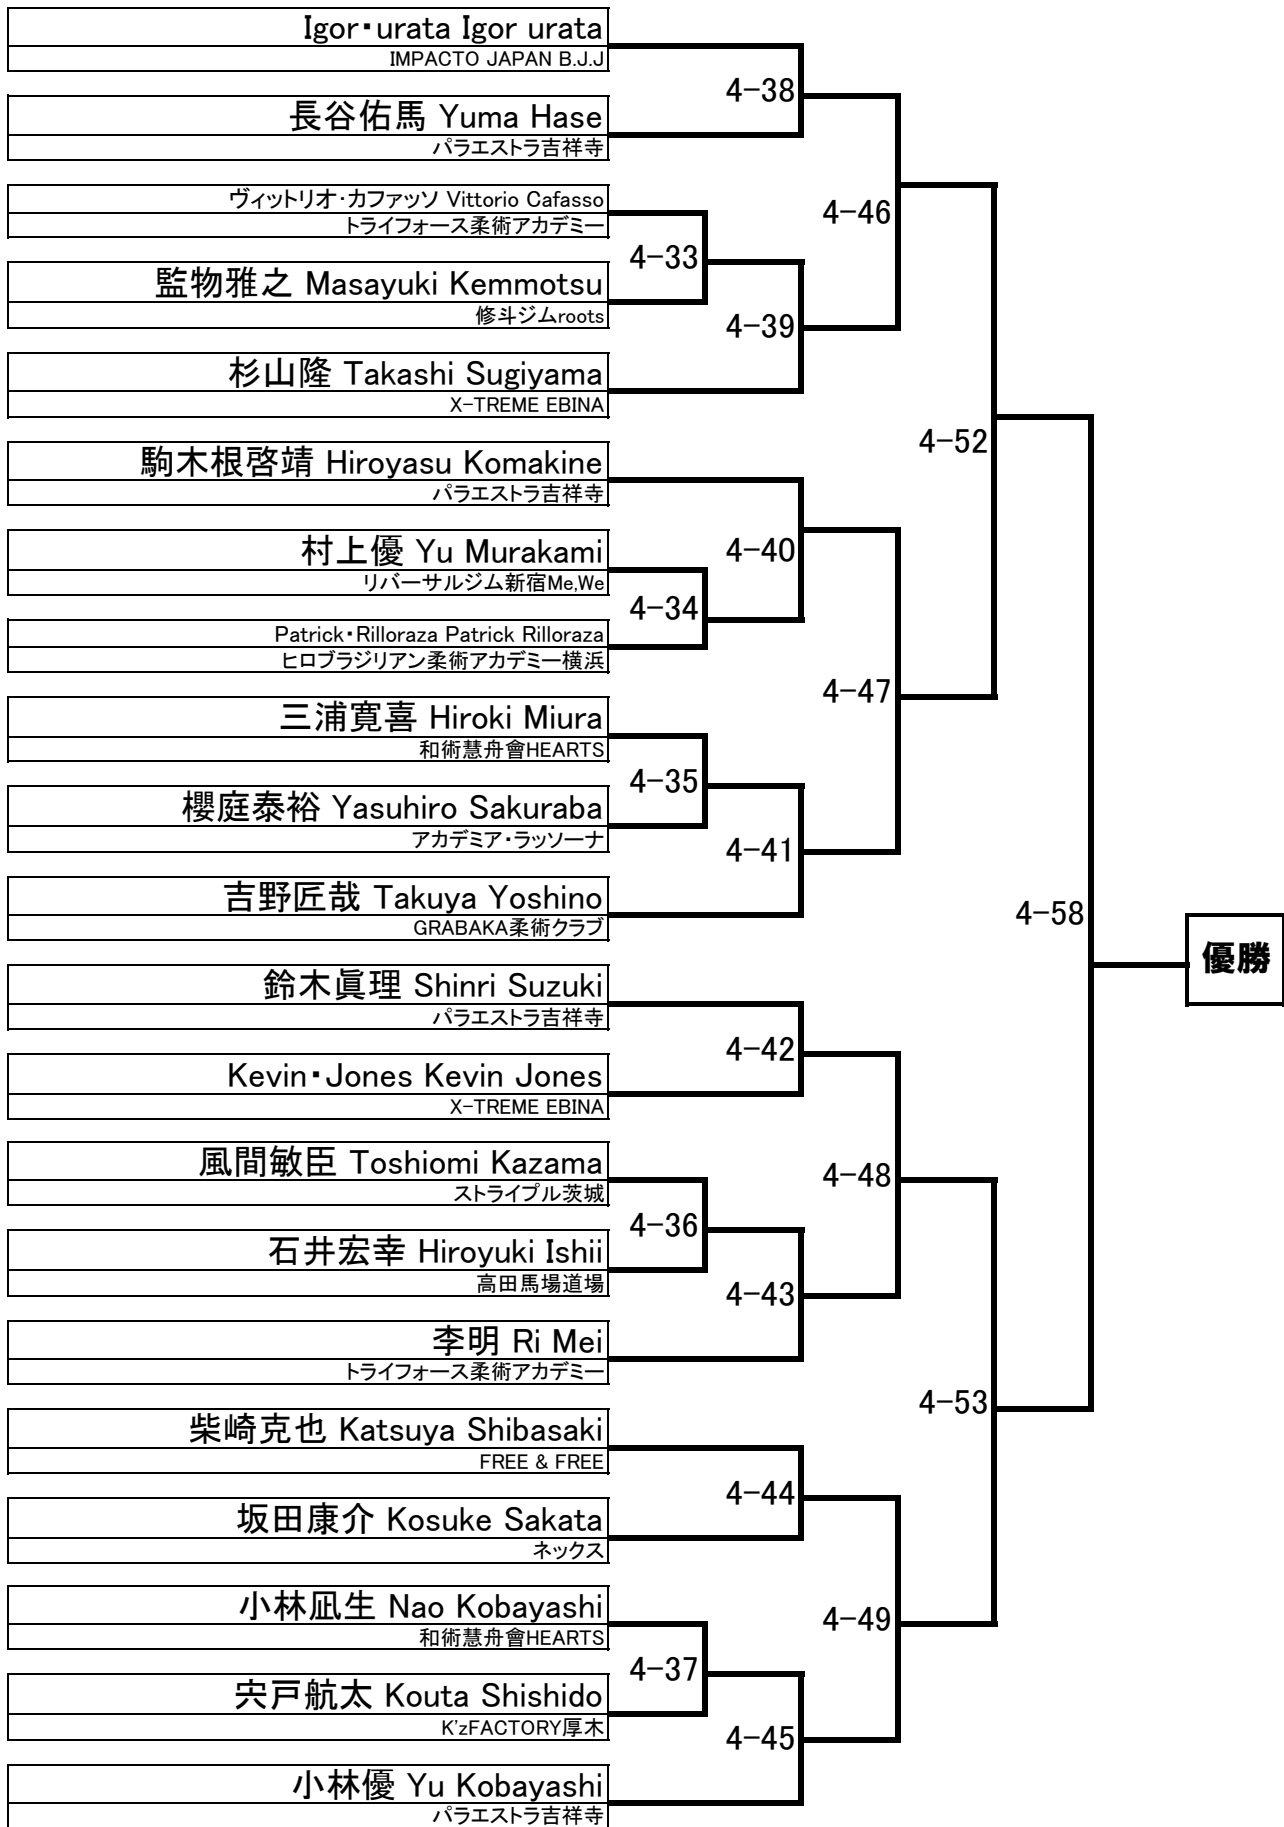 Igor・urata Igor urata
IMPACTO JAPAN B.J.J
4-38
長谷佑馬 Yuma Hase
パラエストラ吉祥寺
ヴィットリオ・カファッソ Vittorio Cafasso
トライフォース柔術アカデミー
4-46
4-33
監物雅之 Masayuki Kemmotsu
修斗ジムroots
4-39
杉山隆 Takashi Sugiyama
X-TREME EBINA
4-52
駒木根啓靖 Hiroyasu Komakine
パラエストラ吉祥寺
村上優 Yu Murakami
リバーサルジム新宿Me,We
4-40
4-34
Patrick・Rilloraza Patrick Rilloraza
ヒロブラジリアン柔術アカデミー横浜
4-47
三浦寛喜 Hiroki Miura
和術慧舟會HEARTS
4-35
櫻庭泰裕 Yasuhiro Sakuraba
アカデミア・ラッソーナ
4-41
吉野匠哉 Takuya Yoshino
GRABAKA柔術クラブ
4-58
優勝
鈴木眞理 Shinri Suzuki
パラエストラ吉祥寺
4-42
Kevin・Jones Kevin Jones
X-TREME EBINA
風間敏臣 Toshiomi Kazama
ストライプル茨城
4-48
4-36
石井宏幸 Hiroyuki Ishii
高田馬場道場
4-43
李明 Ri Mei
トライフォース柔術アカデミー
4-53
柴崎克也 Katsuya Shibasaki
FREE & FREE
4-44
坂田康介 Kosuke Sakata
ネックス
小林凪生 Nao Kobayashi
和術慧舟會HEARTS
4-49
4-37
宍戸航太 Kouta Shishido
K'zFACTORY厚木
4-45
小林優 Yu Kobayashi
パラエストラ吉祥寺